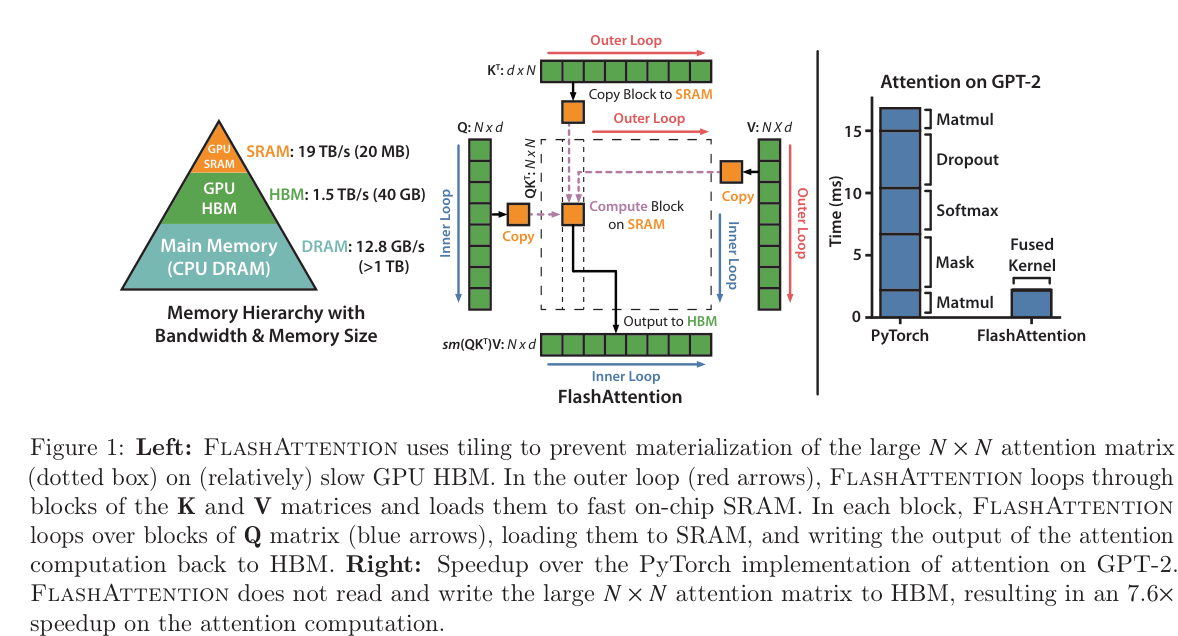 GPU
SRAM
GPU
HBM
Main Memory
(CPU DRAM)
SRAM: 19 TB/s (20 MB)
HBM: 1.5 TB/s (40 GB)
DRAM: 12.8 GB/s
(>1 TB)
Memory Hierarchy with
Bandwidth & Memory Size
Outer Loop
Kᵀ: d x N
Copy Block to SRAM
Outer Loop
Q: N x d
V: N X d
QKᵀ: N x N
Inner Loop
Copy
Compute Block
on SRAM
Copy
Inner Loop
Outer Loop
Output to HBM
sm(QKᵀ)V: N x d
Inner Loop
FlashAttention
Attention on GPT-2
Time (ms)
15
10
5
0
Matmul
Dropout
Softmax
Mask
Matmul
Fused
Kernel
PyTorch
FlashAttention
Figure 1: Left: FLASHATTENTION uses tiling to prevent materialization of the large N × N attention matrix
(dotted box) on (relatively) slow GPU HBM. In the outer loop (red arrows), FLASHATTENTION loops through
blocks of the K and V matrices and loads them to fast on-chip SRAM. In each block, FLASHATTENTION
loops over blocks of Q matrix (blue arrows), loading them to SRAM, and writing the output of the attention
computation back to HBM. Right: Speedup over the PyTorch implementation of attention on GPT-2.
FLASHATTENTION does not read and write the large N × N attention matrix to HBM, resulting in an 7.6×
speedup on the attention computation.